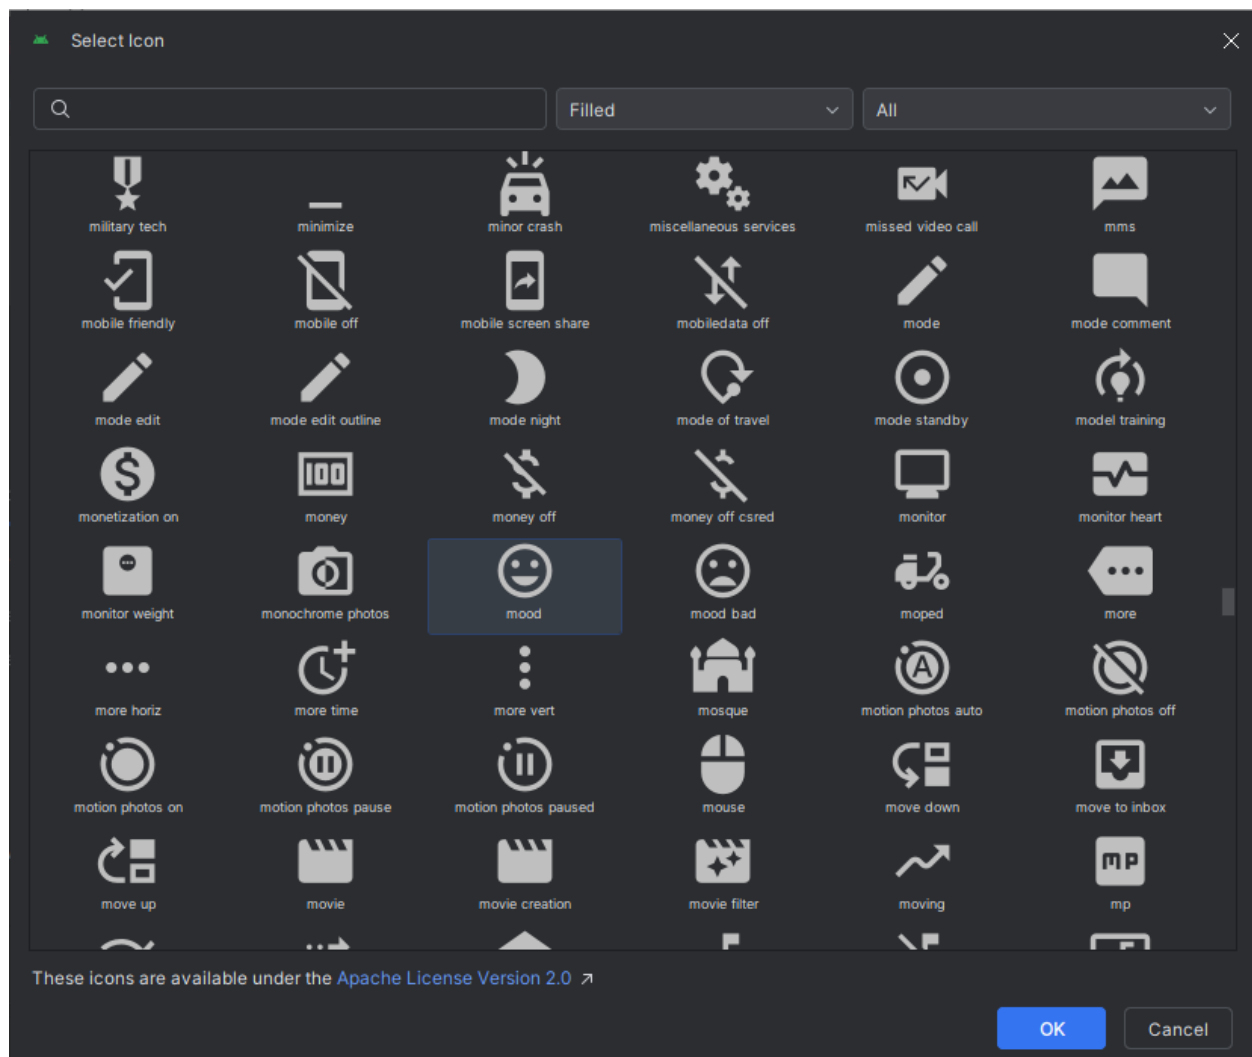 Select Icon
Filled
All
military tech
minimize
minor crash
miscellaneous services
missed video call
mms
mobile friendly
mobile off
mobile screen share
mobiledata off
mode
mode comment
mode edit
mode edit outline
mode night
mode of travel
mode standby
model training
100
monetization on
money
money off
money off csred
monitor
monitor heart
monitor weight
monochrome photos
mood
mood bad
moped
more
A
more horiz
more time
more vert
mosque
motion photos auto
motion photos off
motion photos on
motion photos pause
motion photos paused
mouse
move down
move to inbox
mp
move up
movie
movie creation
movie filter
moving
mp
These icons are available under the Apache License Version 2.0
OK
Cancel